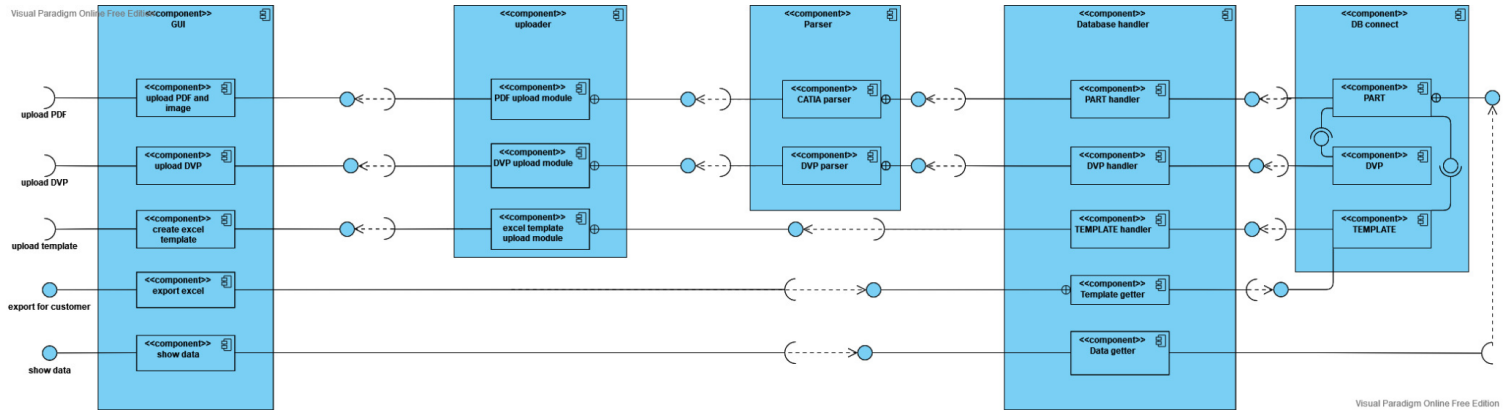 Visual Paradigm Online Free Edition
<<component>>
GUI
<<component>>
uploader
<<component>>
Parser
<<component>>
Database handler
<<component>>
DB connect
upload PDF
<<component>>
upload PDF and
image
<<component>>
PDF upload module
<<component>>
CATIA parser
<<component>>
PART handler
<<component>>
PART
upload DVP
<<component>>
upload DVP
<<component>>
DVP upload module
<<component>>
DVP parser
<<component>>
DVP handler
<<component>>
DVP
upload template
<<component>>
create excel
template
<<component>>
excel template
upload module
<<component>>
TEMPLATE handler
<<component>>
TEMPLATE
export for customer
<<component>>
export excel
<<component>>
Template getter
show data
<<component>>
show data
<<component>>
Data getter
Visual Paradigm Online Free Edition